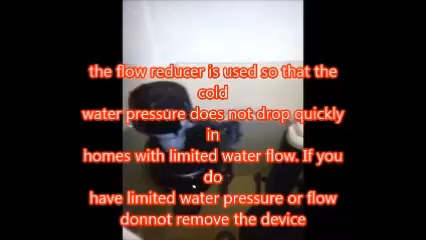 the flow reducer is used so that the
cold
water pressure does not drop quickly
in
homes with limited water flow. If you
do
have limited water pressure or flow
donnot remove the device